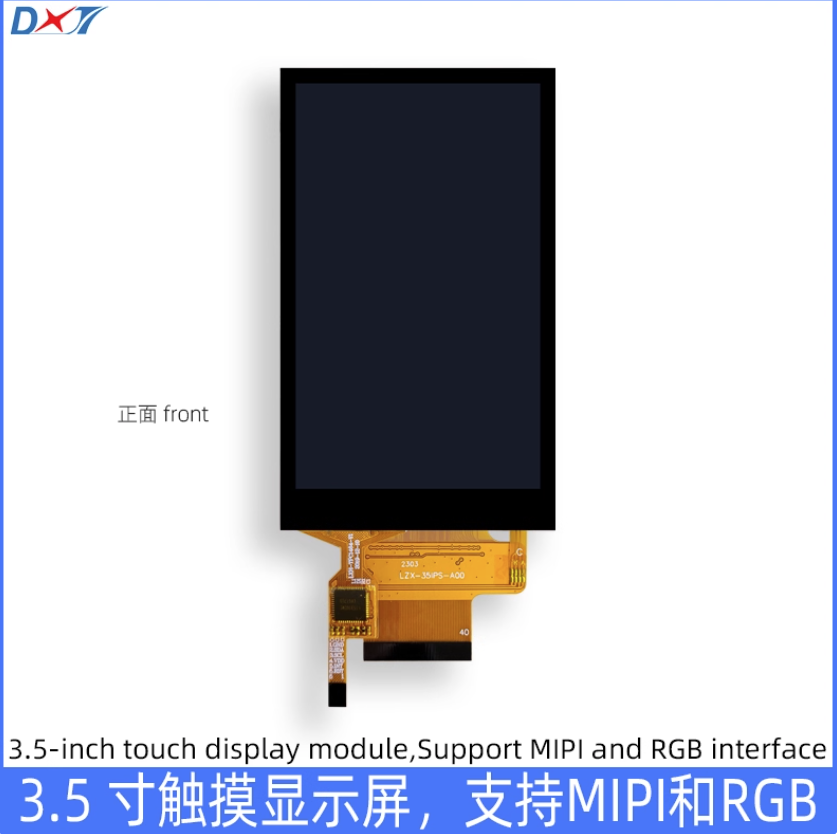 DXT
正面 front
2303
LZX-35IPS-A00
C
40
3.5-inch touch display module,Support MIPI and RGB interface
3.5 寸触摸显示屏，支持MIPI和RGB